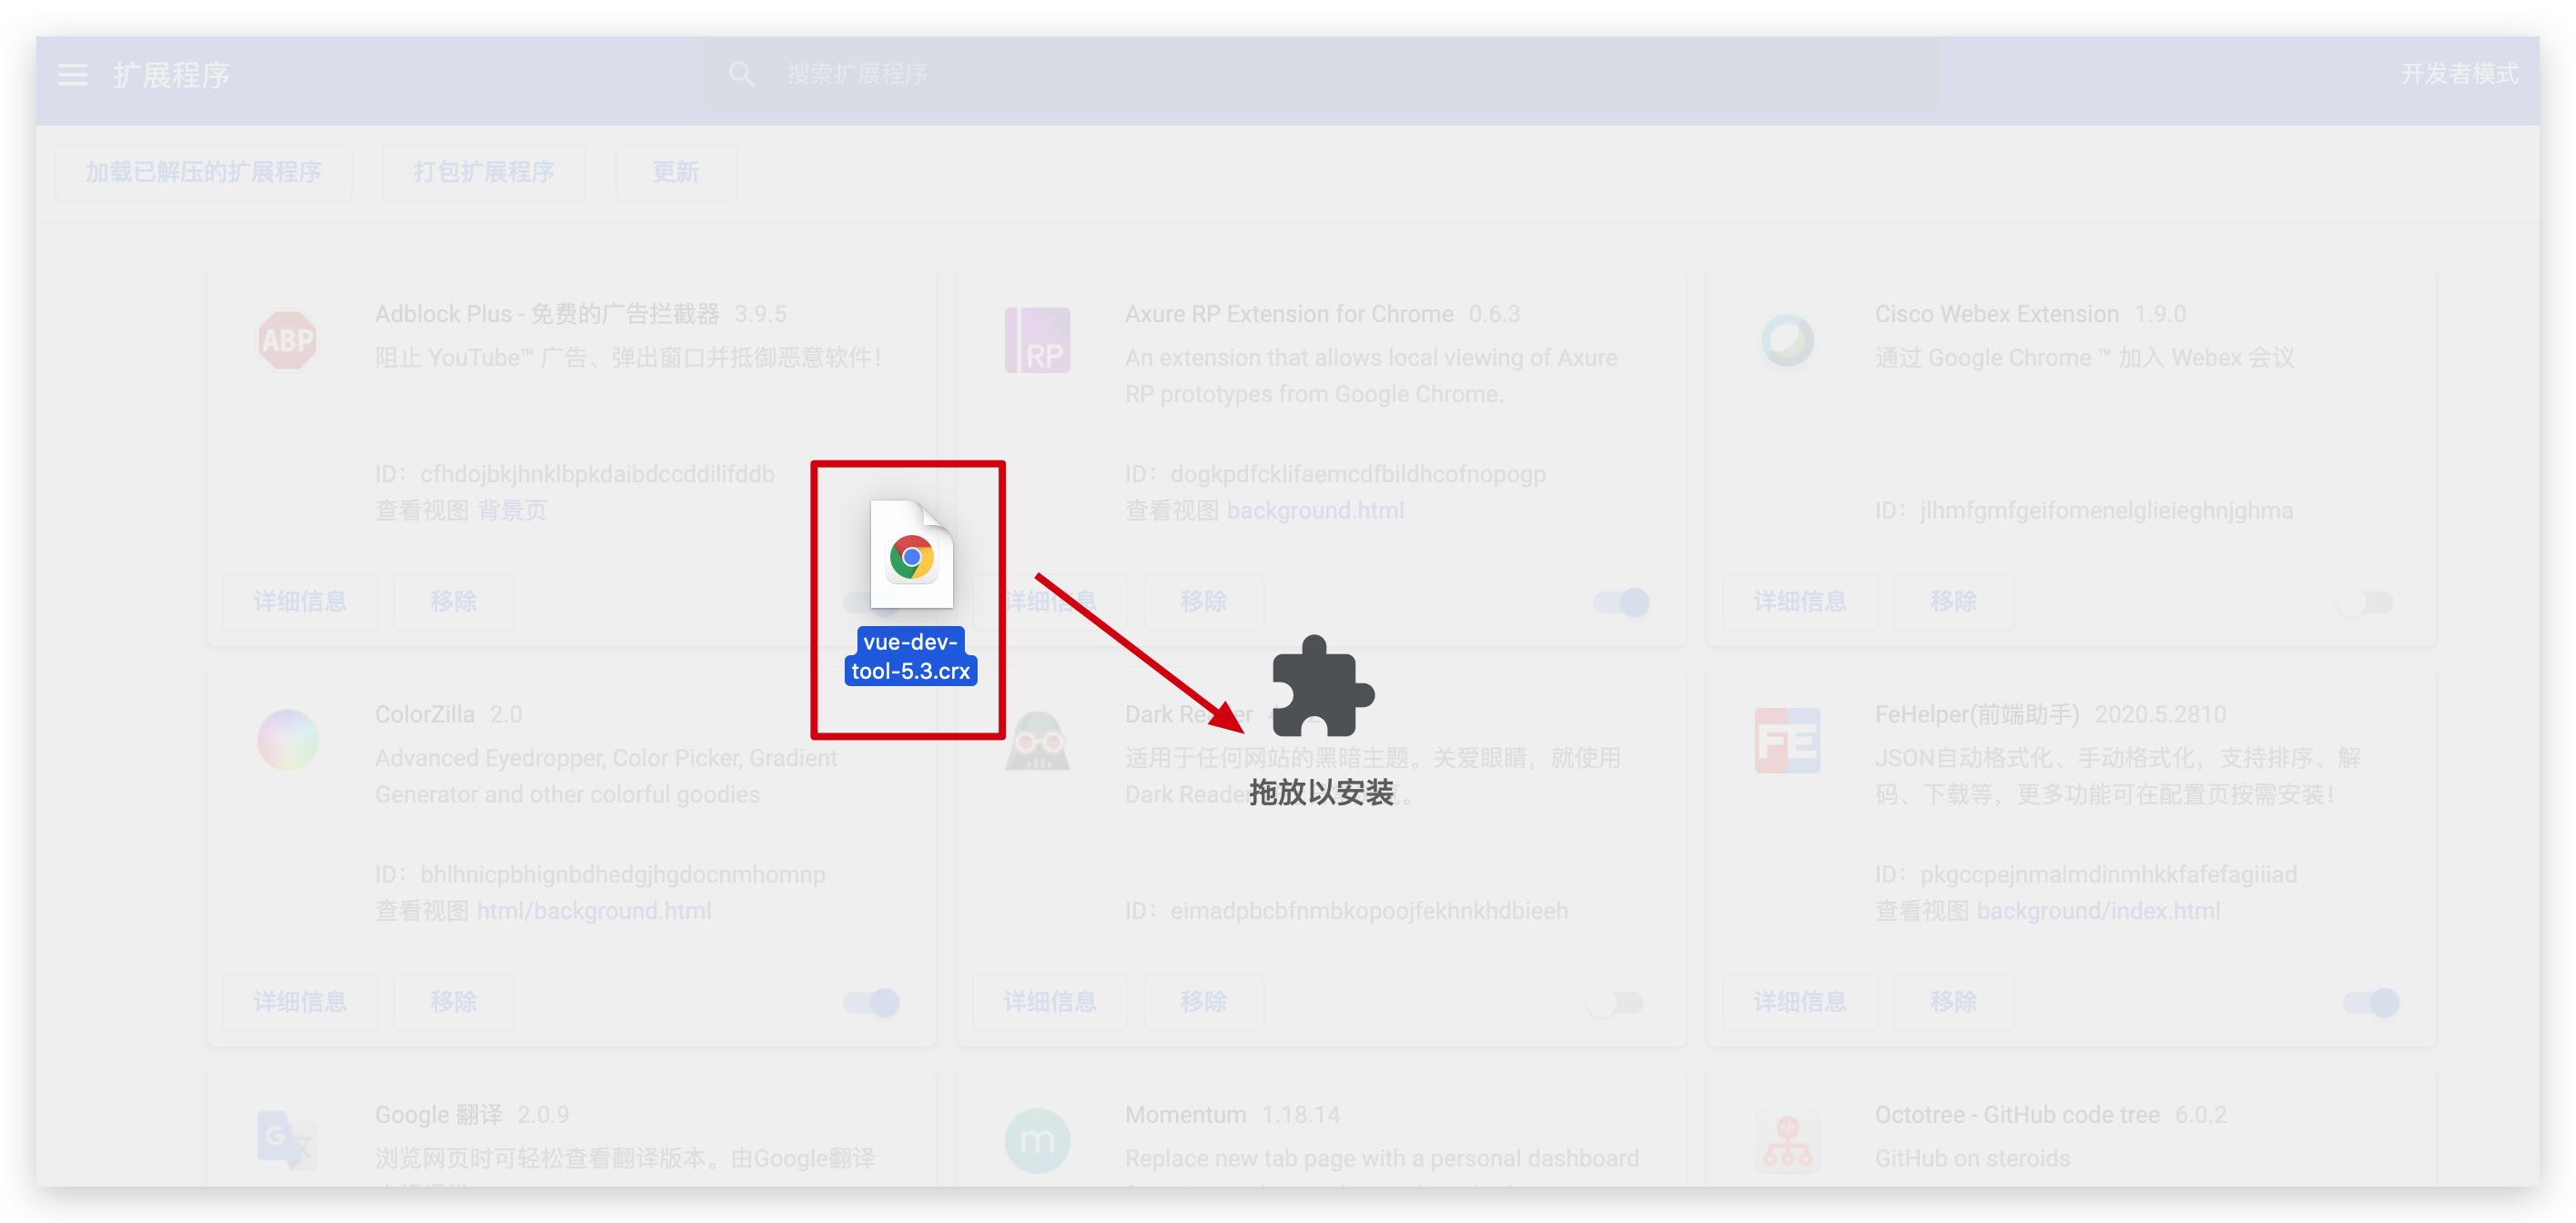 扩展程序
搜索扩展程序
开发者模式
加载已解压的扩展程序
打包扩展程序
更新
ABP
Adblock Plus - 免费的广告拦截器 3.9.5
阻止 YouTube™ 广告、弹出窗口并抵御恶意软件！
ID：cfhdojbkjhnklbpkdaibdccddilifddb
查看视图 背景页
详细信息
移除
RP
Axure RP Extension for Chrome 0.6.3
An extension that allows local viewing of Axure
RP prototypes from Google Chrome.
ID：dogkpdfcklifaemcdfbildhcofnopogp
查看视图 background.html
详细信息
移除
Cisco Webex Extension 1.9.0
通过 Google Chrome ™ 加入 Webex 会议
ID：jlhmfgmfgeifomenelglieieghnjghma
详细信息
移除
vue-dev-
tool-5.3.crx
拖放以安装
ColorZilla 2.0
Advanced Eyedropper, Color Picker, Gradient
Generator and other colorful goodies
ID：bhlhnicpbhignbdhedgjhgdocnmhomnp
查看视图 html/background.html
详细信息
移除
Dark Reader
适用于任何网站的黑暗主题。关爱眼睛，就使用
Dark Reader
ID：eimadpbcbfnmbkopoojfekhnkhdbieeh
详细信息
移除
FE
FeHelper(前端助手) 2020.5.2810
JSON自动格式化、手动格式化，支持排序、解
码、下载等，更多功能可在配置页按需安装！
ID：pkgccpejnmalmdinmhkkfafefagiiiad
查看视图 background/index.html
详细信息
移除
G 文
Google 翻译 2.0.9
浏览网页时可轻松查看翻译版本。由Google翻译
m
Momentum 1.18.14
Replace new tab page with a personal dashboard
Octotree - GitHub code tree 6.0.2
GitHub on steroids